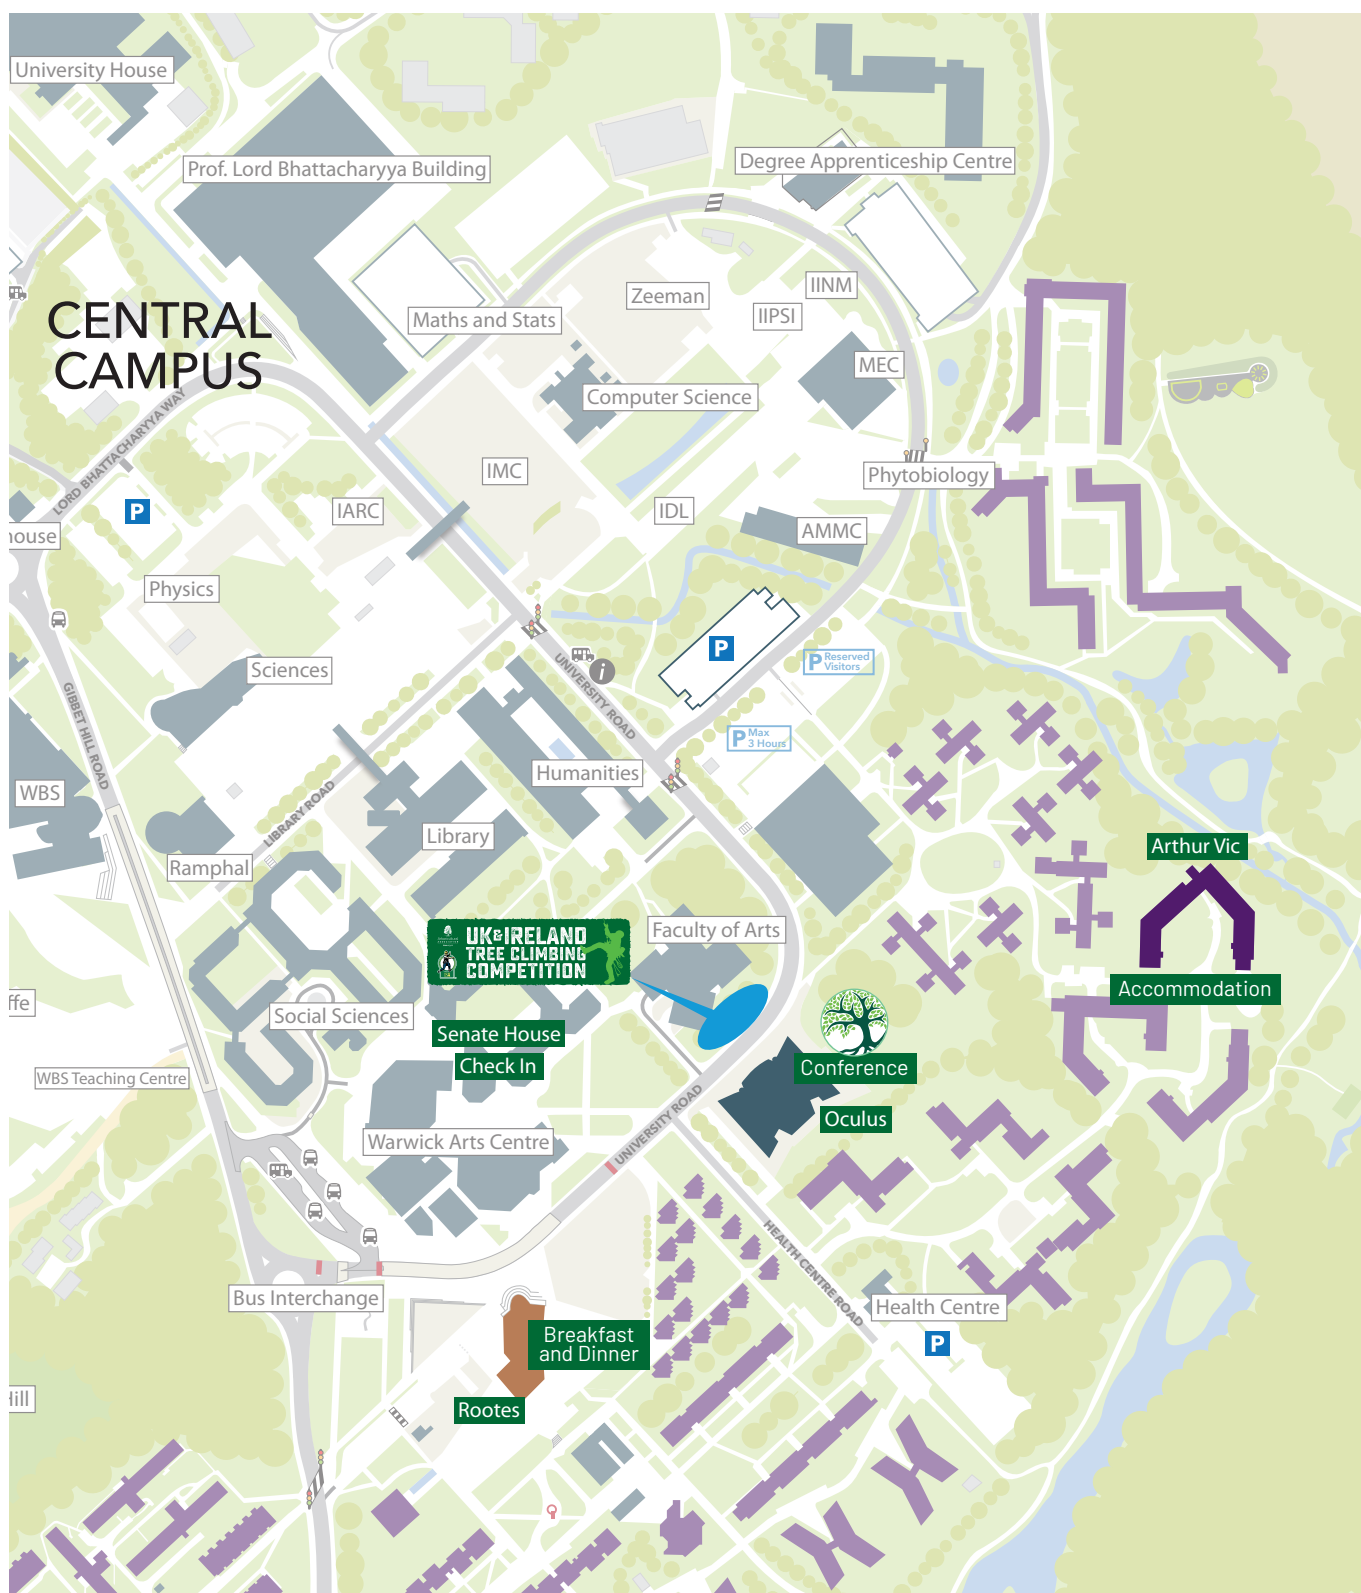 University House
Prof. Lord Bhattacharyya Building
Degree Apprenticeship Centre
CENTRAL
CAMPUS
Zeeman
IINM
IIPSI
Maths and Stats
MEC
Computer Science
LORD BHATTACHARYYA WAY
IMC
Phytobiology
P
IARC
IDL
AMMC
house
Physics
P
P Reserved
Visitors
Sciences
i
UNIVERSITY ROAD
GIBBET HILL ROAD
P Max
3 Hours
Humanities
WBS
LIBRARY ROAD
Library
Arthur Vic
Ramphal
UK&IRELAND
TREE CLIMBING
COMPETITION
Faculty of Arts
Accommodation
ffe
Social Sciences
Senate House
Check In
Conference
WBS Teaching Centre
Oculus
UNIVERSITY ROAD
Warwick Arts Centre
HEALTH CENTRE ROAD
Bus Interchange
Health Centre
P
Breakfast
and Dinner
Hill
Rootes